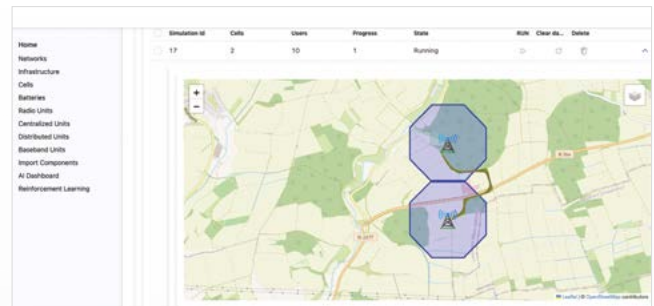 Simulation Id Cells Users Progress State RUN Clear da... Delete
17 2 10 1 Running
Home
Networks
Infrastructure
Cells
Batteries
Radio Units
Centralized Units
Distributed Units
Baseband Units
Import Components
AI Dashboard
Reinforcement Learning
+
−
Leaflet | © OpenStreetMap contributors